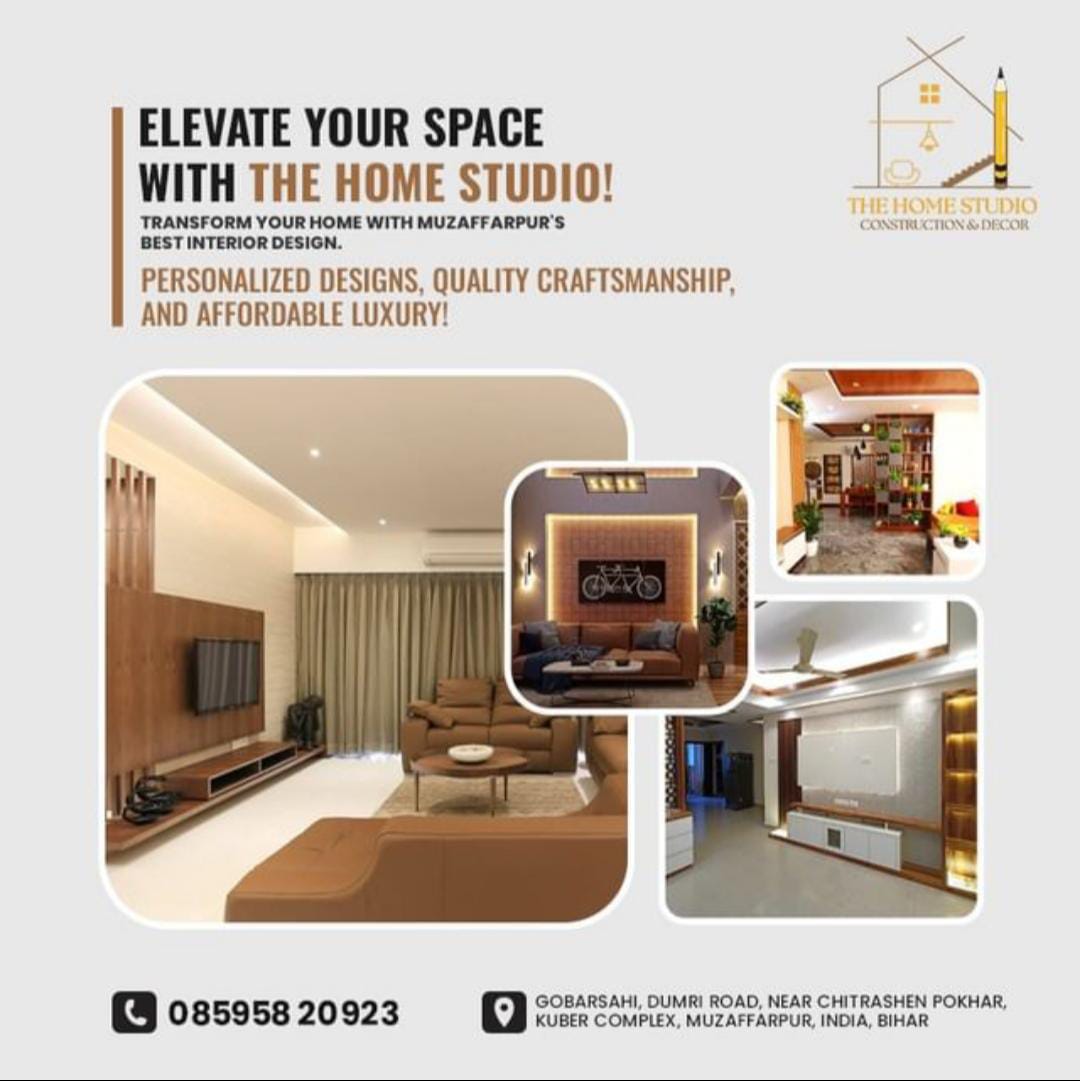 ELEVATE YOUR SPACE
WITH THE HOME STUDIO!
TRANSFORM YOUR HOME WITH MUZAFFARPUR'S
BEST INTERIOR DESIGN.
PERSONALIZED DESIGNS, QUALITY CRAFTSMANSHIP,
AND AFFORDABLE LUXURY!
THE HOME STUDIO
CONSTRUCTION & DECOR
085958 20923
GOBARSAHI, DUMRI ROAD, NEAR CHITRASHEN POKHAR,
KUBER COMPLEX, MUZAFFARPUR, INDIA, BIHAR